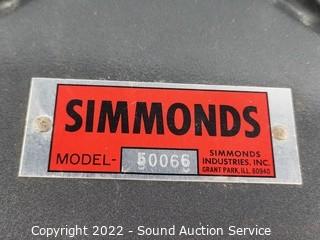 SIMMONDS
MODEL- 50066
SIMMONDS
INDUSTRIES, INC.
GRANT PARK, ILL. 60940
Copyright 2022 - Sound Auction Service